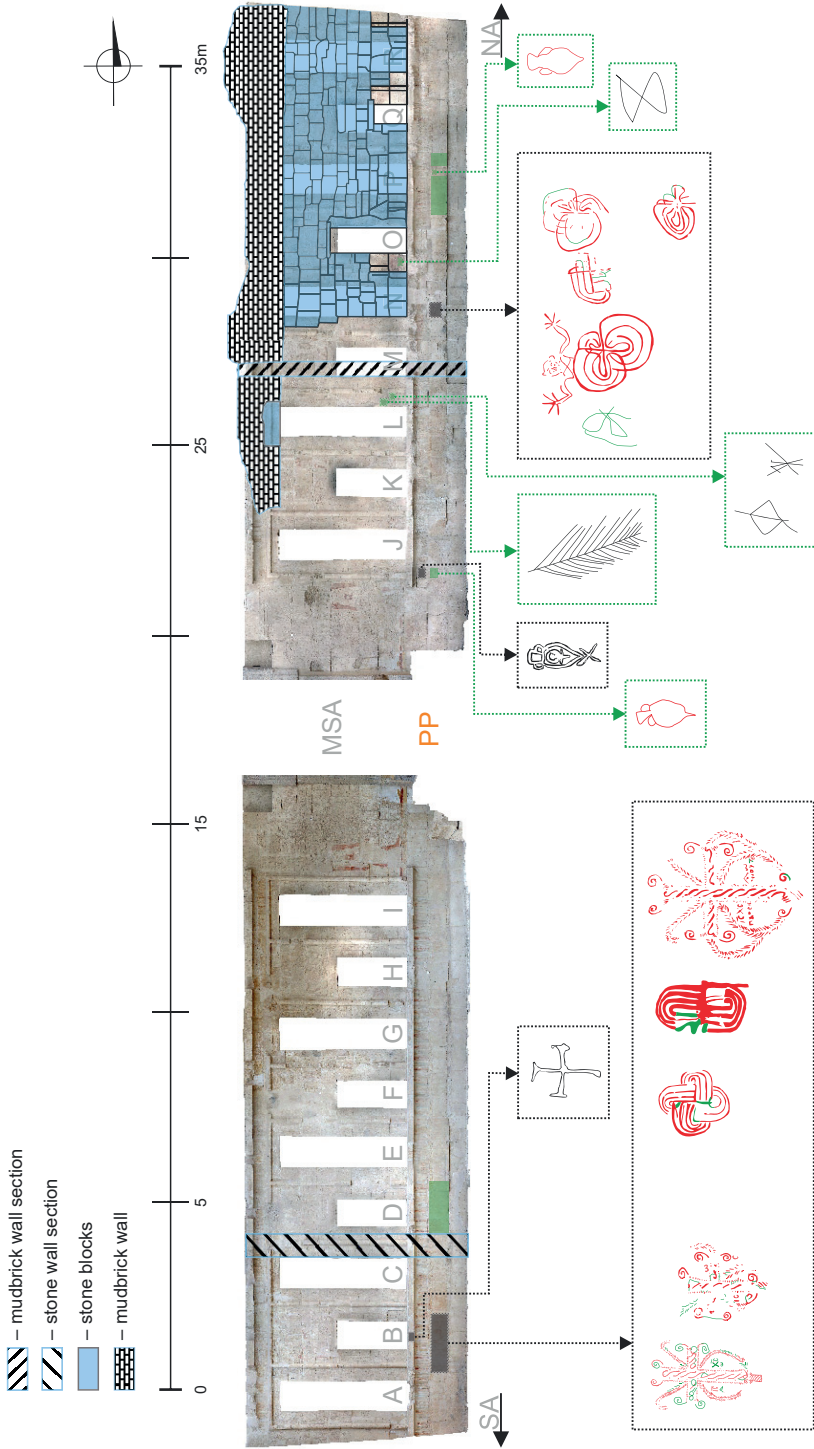 – mudbrick wall section
– stone wall section
– stone blocks
– mudbrick wall
0 5 15 25 35m
MSA
A B C D E F G H I J K L M N O P Q R
PP
SA NA